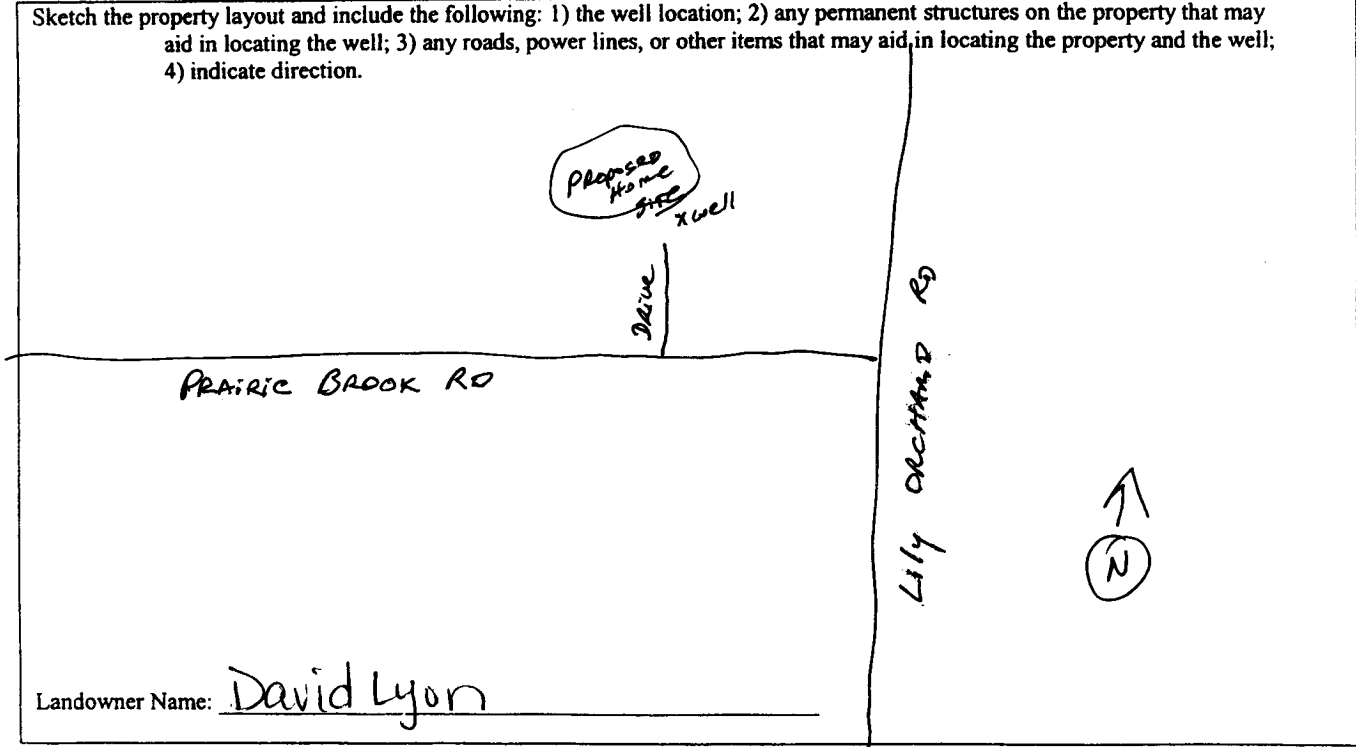 Sketch the property layout and include the following: 1) the well location; 2) any permanent structures on the property that may
aid in locating the well; 3) any roads, power lines, or other items that may aid in locating the property and the well;
4) indicate direction.
PROPOSED
HOME
SITE
x well
DRIVE
PRAIRIE BROOK RD
Lily ORCHARD RD
N
Landowner Name: David Lyon